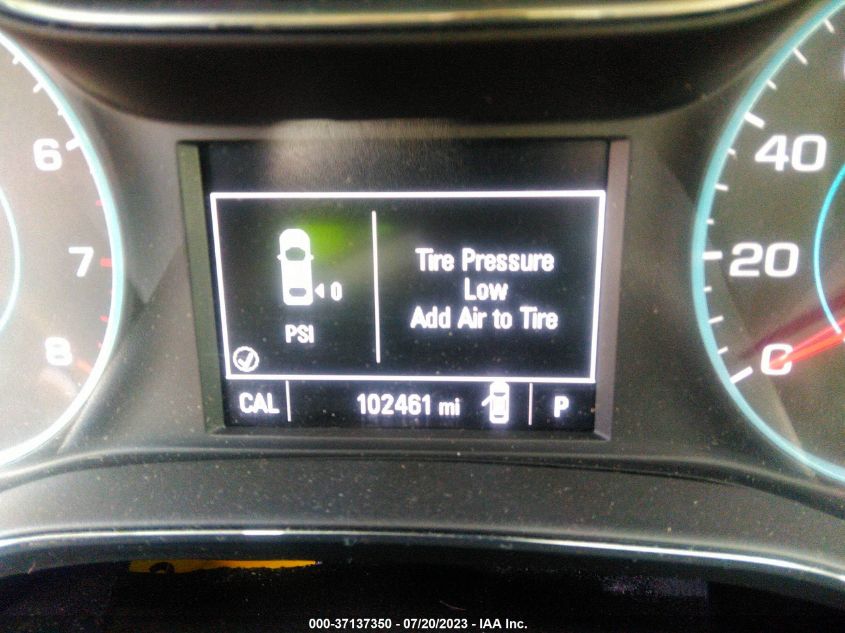 6
7
8
40
20
0
0
PSI
Tire Pressure
Low
Add Air to Tire
CAL
102461 mi
P
000-37137350 - 07/20/2023 - IAA Inc.